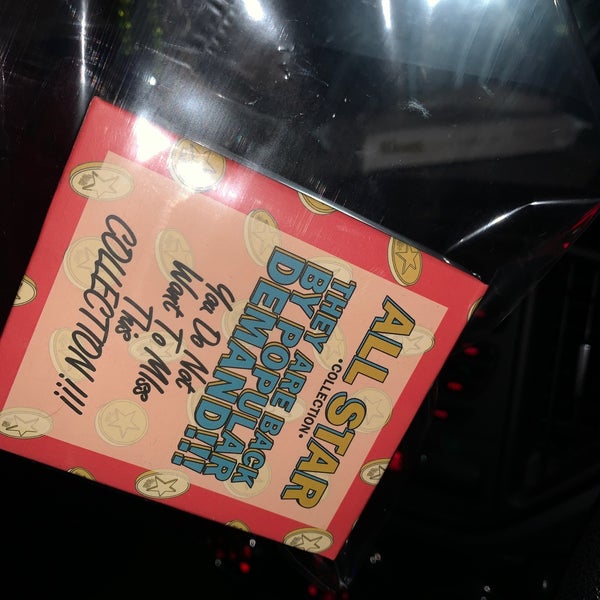 ALL STAR
•COLLECTION•
THEY ARE BACK
BY POPULAR
DEMAND!!!
You Do Not
Want To Miss
This
COLLECTION!!!